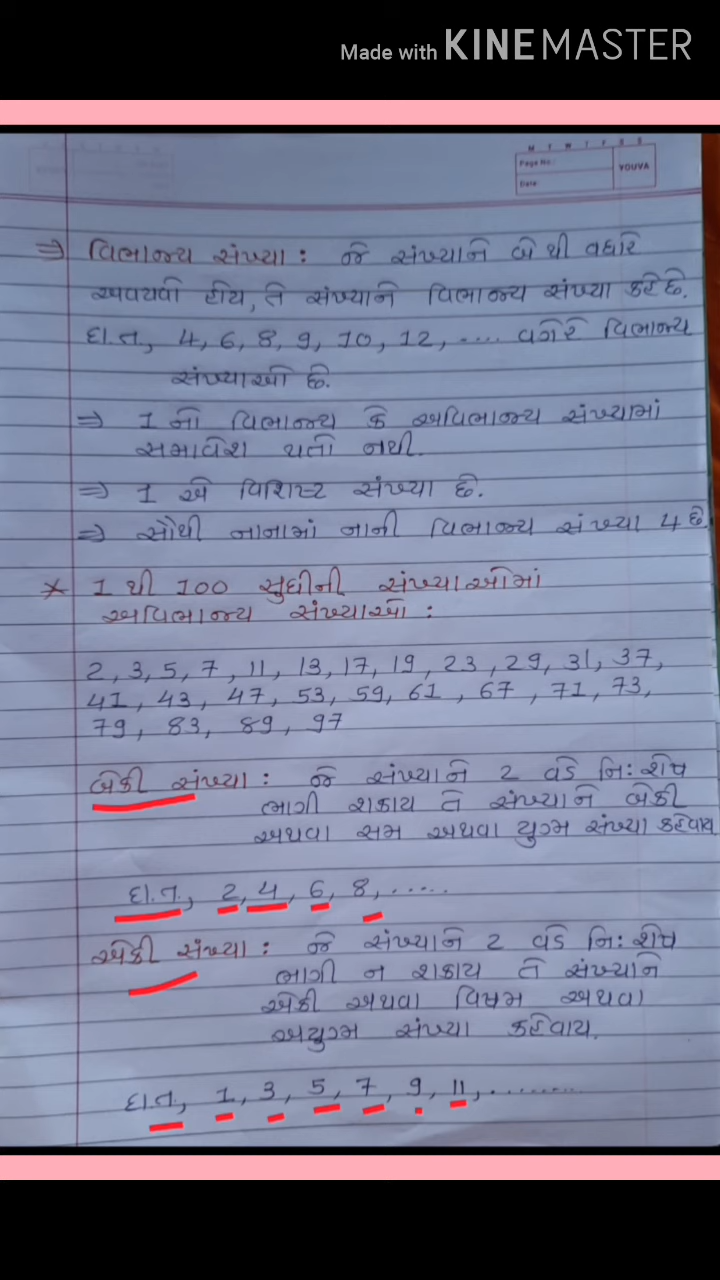 Made with KINEMASTER
M T W T F S S
Page No.:
YOUVA
Date:
⇒ વિભાજ્ય સંખ્યા : જે સંખ્યાને બે થી વધારે
અવયવો હોય, તે સંખ્યાને વિભાજ્ય સંખ્યા કહે છે.
દા.ત., 4, 6, 8, 9, 10, 12, .... વગેરે વિભાજ્ય
સંખ્યાઓ છે.
⇒ 1 નો વિભાજ્ય કે અવિભાજ્ય સંખ્યામાં
સમાવેશ થતો નથી.
⇒ 1 એ વિશિષ્ટ સંખ્યા છે.
⇒ સૌથી નાનામાં નાની વિભાજ્ય સંખ્યા 4 છે
* 1 થી 100 સુધીની સંખ્યાઓમાં
અવિભાજ્ય સંખ્યાઓ :
2, 3, 5, 7, 11, 13, 17, 19, 23, 29, 31, 37,
41, 43, 47, 53, 59, 61, 67, 71, 73,
79, 83, 89, 97
બેકી સંખ્યા : જે સંખ્યાને 2 વડે નિઃશેષ
ભાગી શકાય તે સંખ્યાને બેકી
અથવા સમ અથવા યુગ્મ સંખ્યા કહેવાય
દા.ત., 2, 4, 6, 8, .....
એકી સંખ્યા : જે સંખ્યાને 2 વડે નિઃશેષ
ભાગી ન શકાય તે સંખ્યાને
એકી અથવા વિષમ અથવા
અયુગ્મ સંખ્યા કહેવાય.
દા.ત., 1, 3, 5, 7, 9, 11, ..........